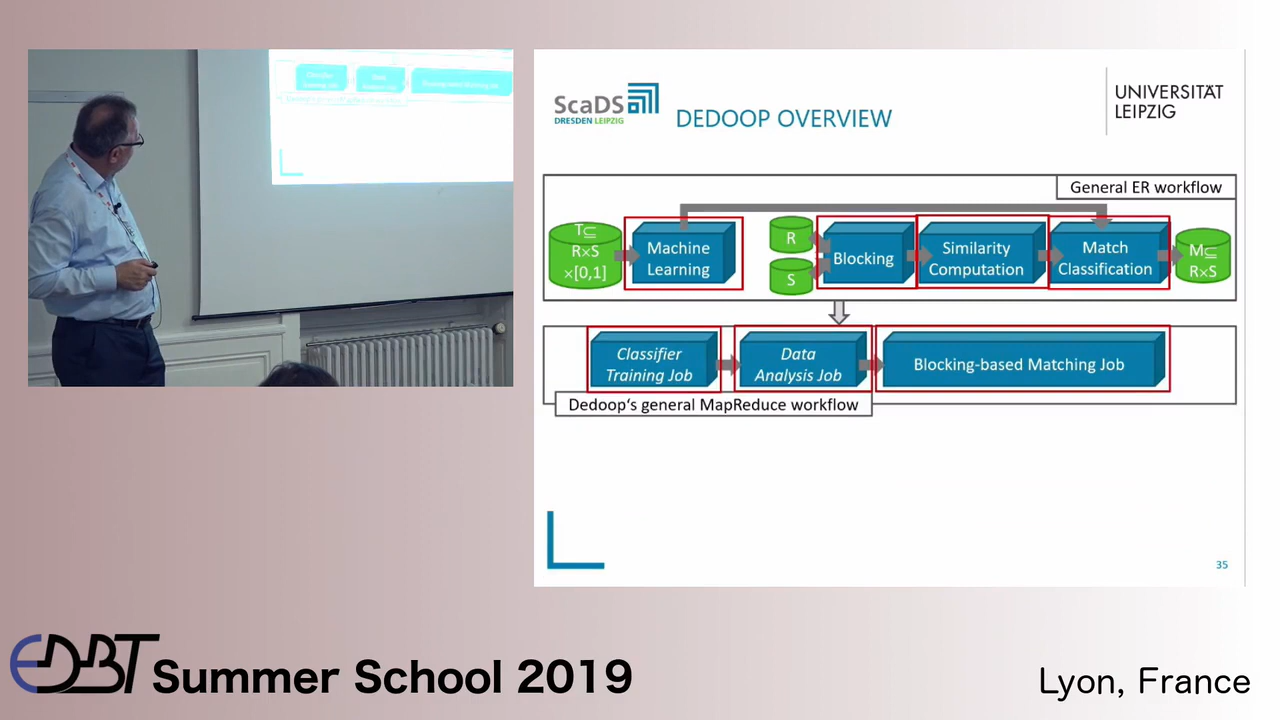 ScaDS
DRESDEN LEIPZIG
DEDOOP OVERVIEW
UNIVERSITÄT
LEIPZIG
General ER workflow
T⊆
R×S
×[0,1]
Machine
Learning
R
S
Blocking
Similarity
Computation
Match
Classification
M⊆
R×S
Classifier
Training Job
Data
Analysis Job
Blocking-based Matching Job
Dedoop‘s general MapReduce workflow
35
EDBT Summer School 2019
Lyon, France